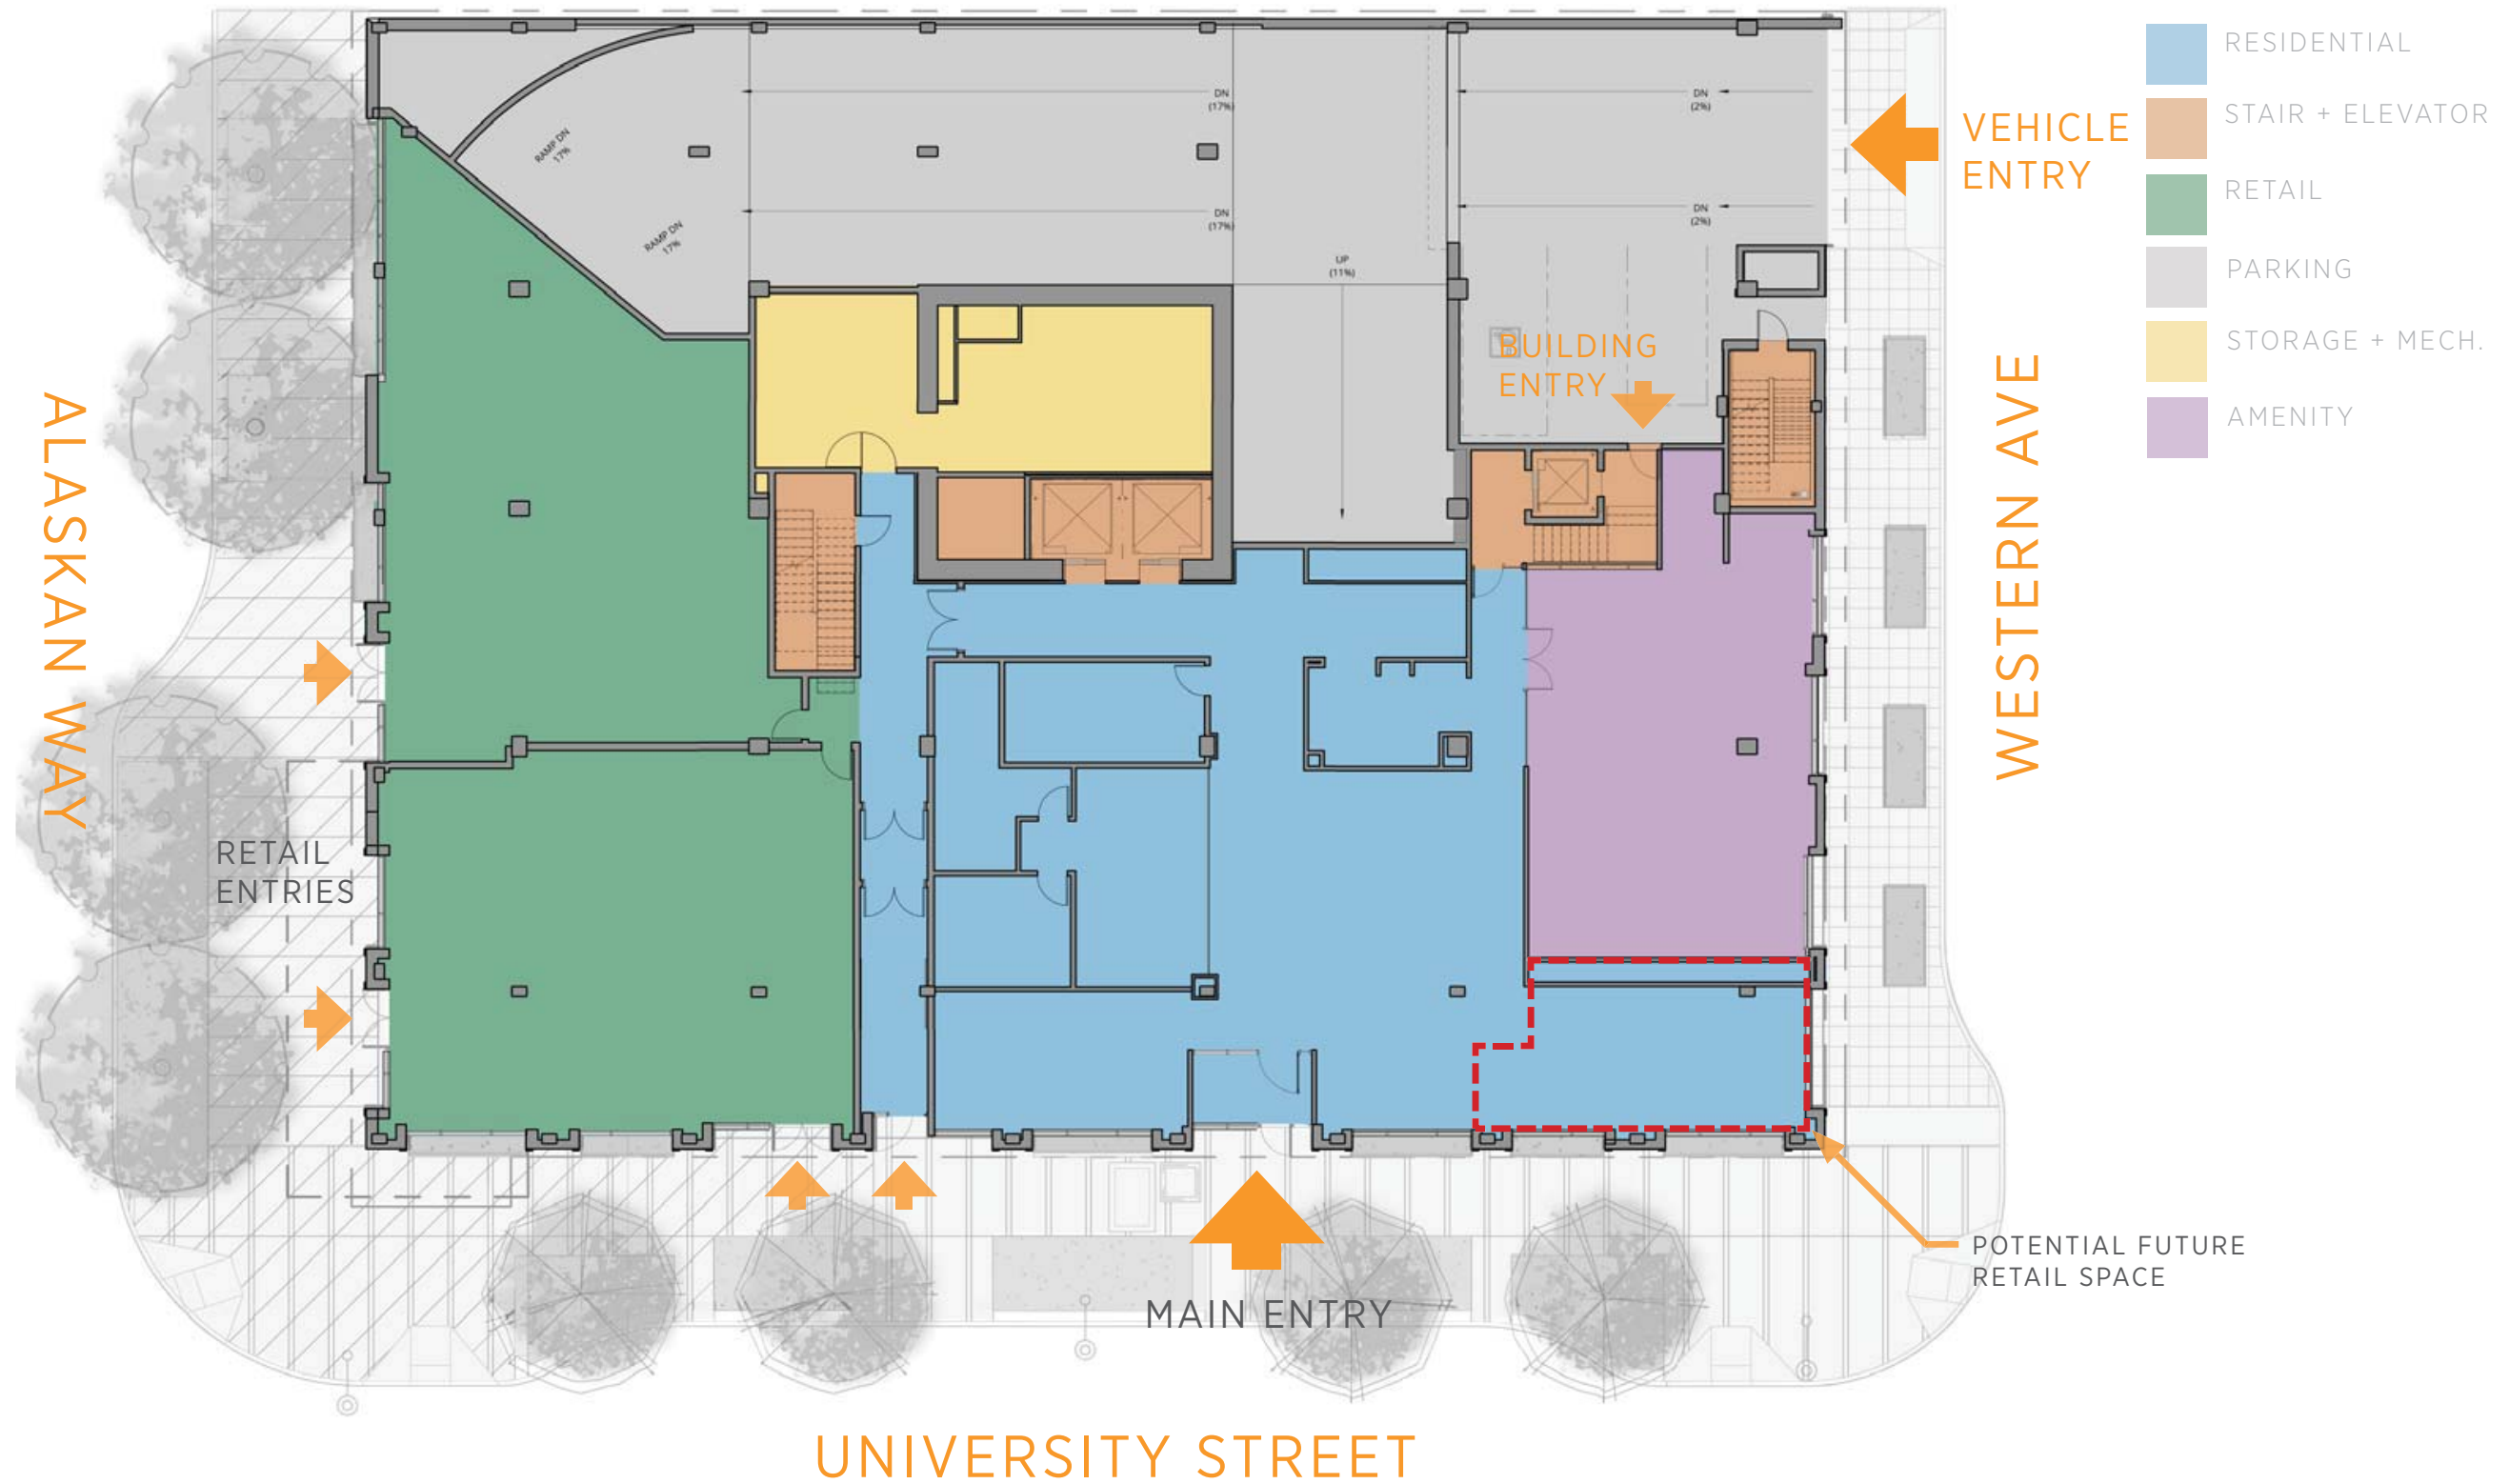 DN
(17%)
DN
(2%)
RAMP DN
17%
RAMP DN
17%
DN
(17%)
DN
(2%)
UP
(11%)
VEHICLE
ENTRY
RESIDENTIAL
STAIR + ELEVATOR
RETAIL
PARKING
STORAGE + MECH.
AMENITY
BUILDING
ENTRY
ALASKAN WAY
WESTERN AVE
RETAIL
ENTRIES
POTENTIAL FUTURE
RETAIL SPACE
MAIN ENTRY
UNIVERSITY STREET